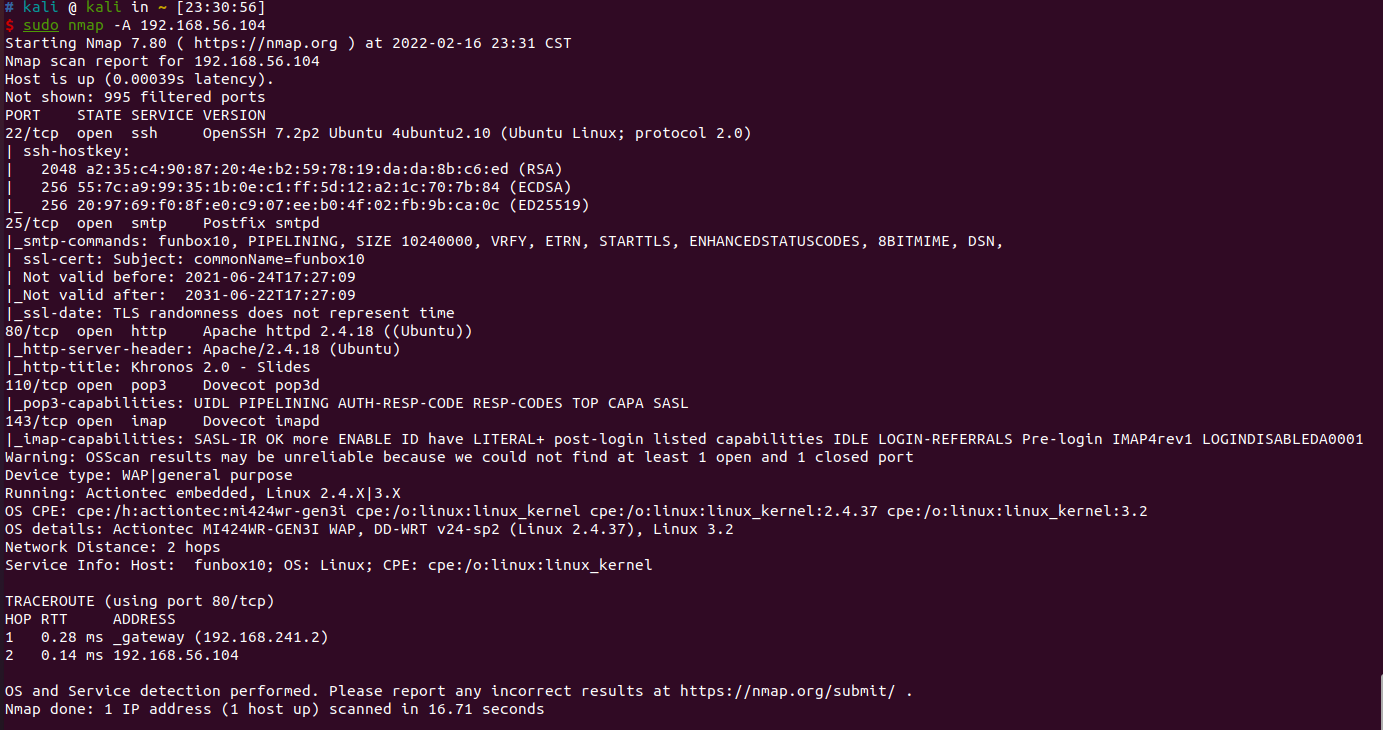 # kali @ kali in ~ [23:30:56]
$ sudo nmap -A 192.168.56.104
Starting Nmap 7.80 ( https://nmap.org ) at 2022-02-16 23:31 CST
Nmap scan report for 192.168.56.104
Host is up (0.00039s latency).
Not shown: 995 filtered ports
PORT    STATE SERVICE VERSION
22/tcp  open  ssh     OpenSSH 7.2p2 Ubuntu 4ubuntu2.10 (Ubuntu Linux; protocol 2.0)
| ssh-hostkey:
|   2048 a2:35:c4:90:87:20:4e:b2:59:78:19:da:da:8b:c6:ed (RSA)
|   256 55:7c:a9:99:35:1b:0e:c1:ff:5d:12:a2:1c:70:7b:84 (ECDSA)
|_  256 20:97:69:f0:8f:e0:c9:07:ee:b0:4f:02:fb:9b:ca:0c (ED25519)
25/tcp  open  smtp    Postfix smtpd
|_smtp-commands: funbox10, PIPELINING, SIZE 10240000, VRFY, ETRN, STARTTLS, ENHANCEDSTATUSCODES, 8BITMIME, DSN,
| ssl-cert: Subject: commonName=funbox10
| Not valid before: 2021-06-24T17:27:09
|_Not valid after:  2031-06-22T17:27:09
|_ssl-date: TLS randomness does not represent time
80/tcp  open  http    Apache httpd 2.4.18 ((Ubuntu))
|_http-server-header: Apache/2.4.18 (Ubuntu)
|_http-title: Khronos 2.0 - Slides
110/tcp open  pop3    Dovecot pop3d
|_pop3-capabilities: UIDL PIPELINING AUTH-RESP-CODE RESP-CODES TOP CAPA SASL
143/tcp open  imap    Dovecot imapd
|_imap-capabilities: SASL-IR OK more ENABLE ID have LITERAL+ post-login listed capabilities IDLE LOGIN-REFERRALS Pre-login IMAP4rev1 LOGINDISABLEDA0001
Warning: OSScan results may be unreliable because we could not find at least 1 open and 1 closed port
Device type: WAP|general purpose
Running: Actiontec embedded, Linux 2.4.X|3.X
OS CPE: cpe:/h:actiontec:mi424wr-gen3i cpe:/o:linux:linux_kernel cpe:/o:linux:linux_kernel:2.4.37 cpe:/o:linux:linux_kernel:3.2
OS details: Actiontec MI424WR-GEN3I WAP, DD-WRT v24-sp2 (Linux 2.4.37), Linux 3.2
Network Distance: 2 hops
Service Info: Host:  funbox10; OS: Linux; CPE: cpe:/o:linux:linux_kernel

TRACEROUTE (using port 80/tcp)
HOP RTT     ADDRESS
1   0.28 ms _gateway (192.168.241.2)
2   0.14 ms 192.168.56.104

OS and Service detection performed. Please report any incorrect results at https://nmap.org/submit/ .
Nmap done: 1 IP address (1 host up) scanned in 16.71 seconds